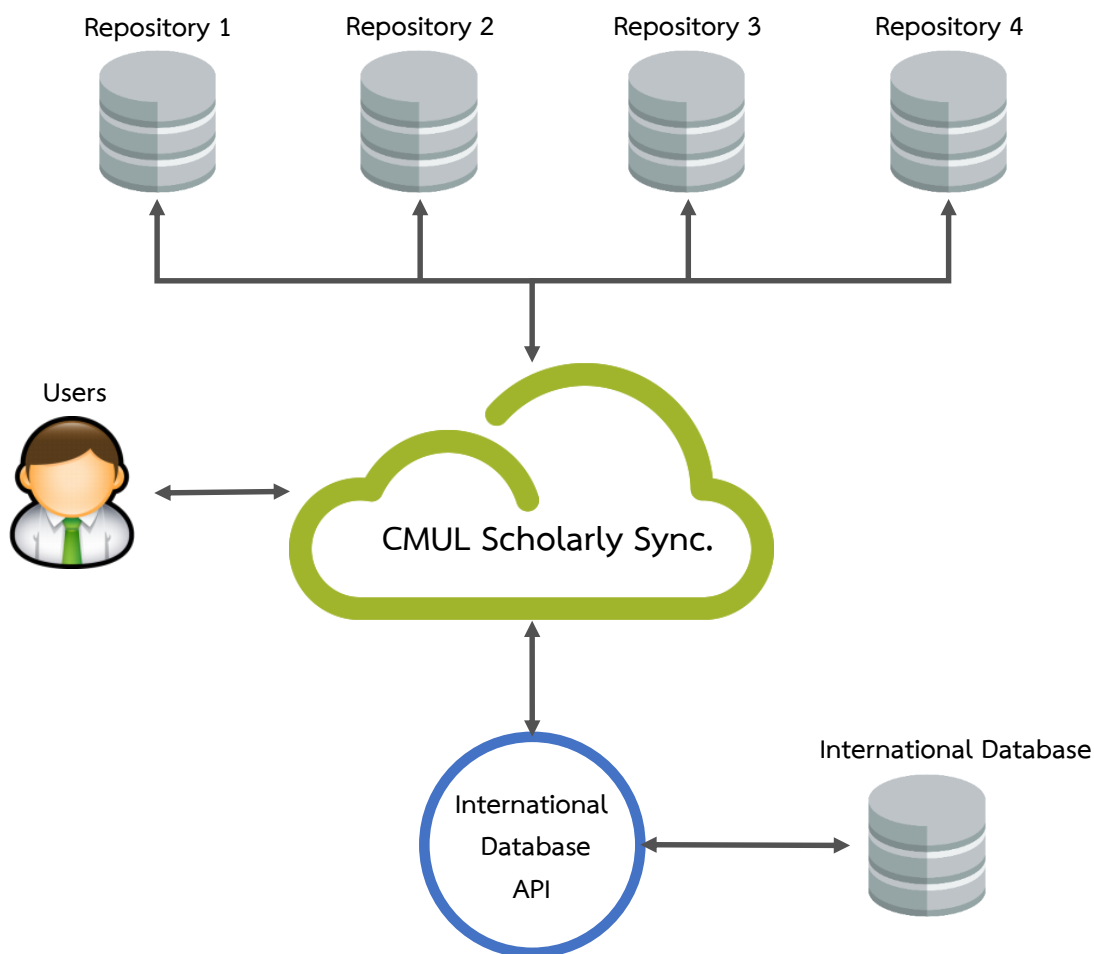 Repository 1
Repository 2
Repository 3
Repository 4
Users
CMUL Scholarly Sync.
International Database
International
Database
API